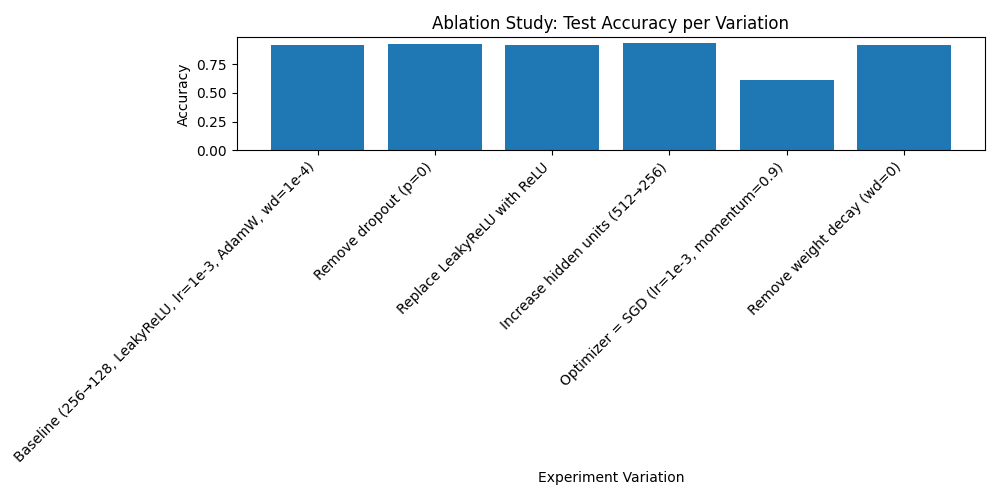 Ablation Study: Test Accuracy per Variation
Accuracy
0.75
0.50
0.25
0.00
Baseline (256→128, LeakyReLU, lr=1e-3, AdamW, wd=1e-4)
Remove dropout (p=0)
Replace LeakyReLU with ReLU
Increase hidden units (512→256)
Optimizer = SGD (lr=1e-3, momentum=0.9)
Remove weight decay (wd=0)
Experiment Variation